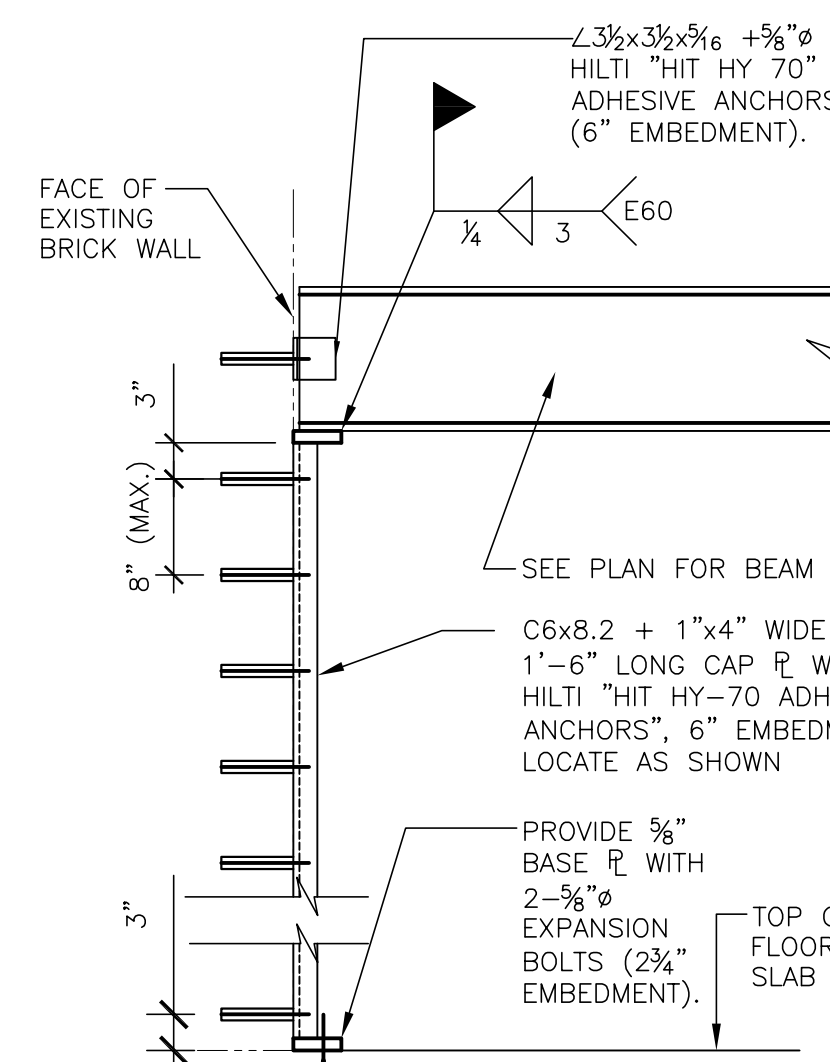 ∠3½x3½x5/16 +5/8"ø
HILTI "HIT HY 70"
ADHESIVE ANCHORS
(6" EMBEDMENT).
FACE OF
EXISTING
BRICK WALL
1/4
3
E60
3"
8" (MAX.)
SEE PLAN FOR BEAM
C6x8.2 + 1"x4" WIDE
1'-6" LONG CAP ℙL
HILTI "HIT HY-70
ANCHORS", 6"
LOCATE AS SHOWN
PROVIDE 5/8"
BASE ℙL WITH
2-5/8"ø
EXPANSION
BOLTS (2¾"
EMBEDMENT).
3"
TOP
FLOOR
SLAB